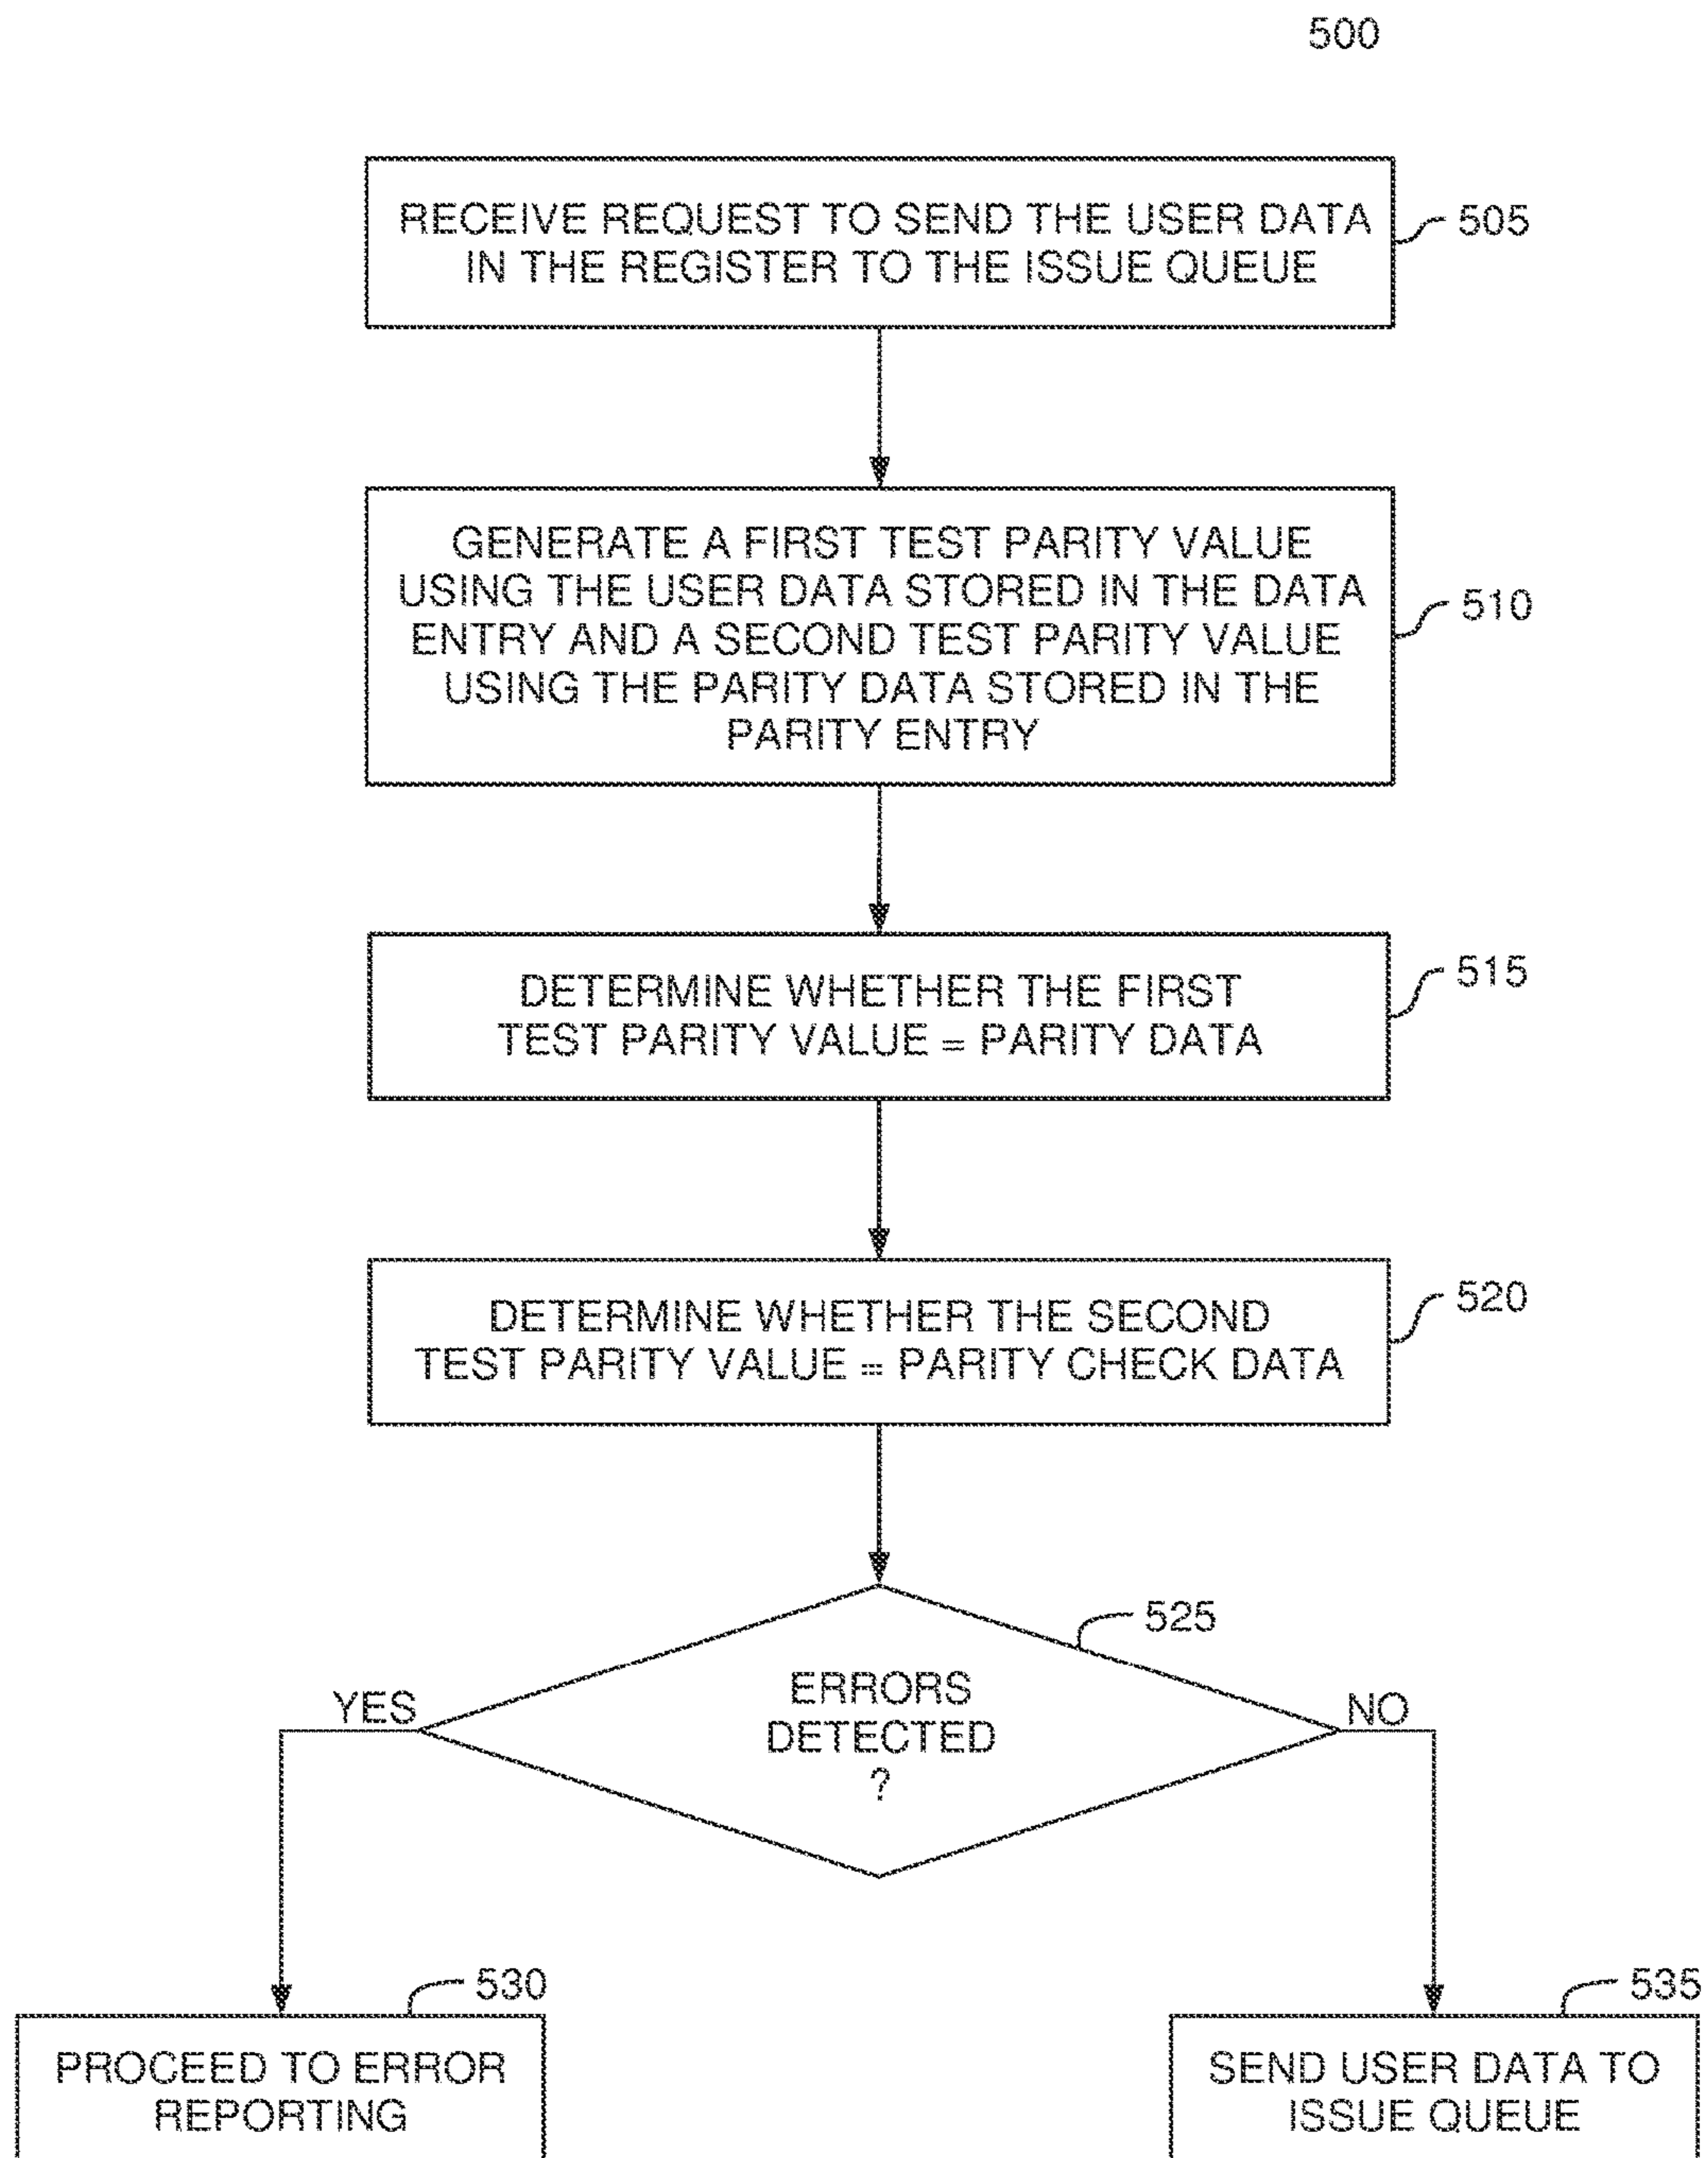 500
RECEIVE REQUEST TO SEND THE USER DATA
IN THE REGISTER TO THE ISSUE QUEUE
505
GENERATE A FIRST TEST PARITY VALUE
USING THE USER DATA STORED IN THE DATA
ENTRY AND A SECOND TEST PARITY VALUE
USING THE PARITY DATA STORED IN THE
PARITY ENTRY
510
DETERMINE WHETHER THE FIRST
TEST PARITY VALUE = PARITY DATA
515
DETERMINE WHETHER THE SECOND
TEST PARITY VALUE = PARITY CHECK DATA
520
525
ERRORS
DETECTED
?
YES
NO
530
PROCEED TO ERROR
REPORTING
535
SEND USER DATA TO
ISSUE QUEUE